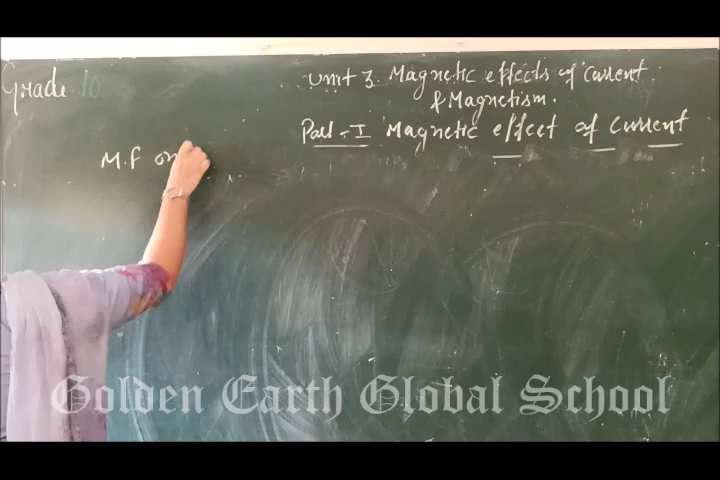 Grade 10
Unit 3. Magnetic effects of Current
& Magnetism.
Part - I Magnetic effect of Current
M.F on
Golden Earth Global School